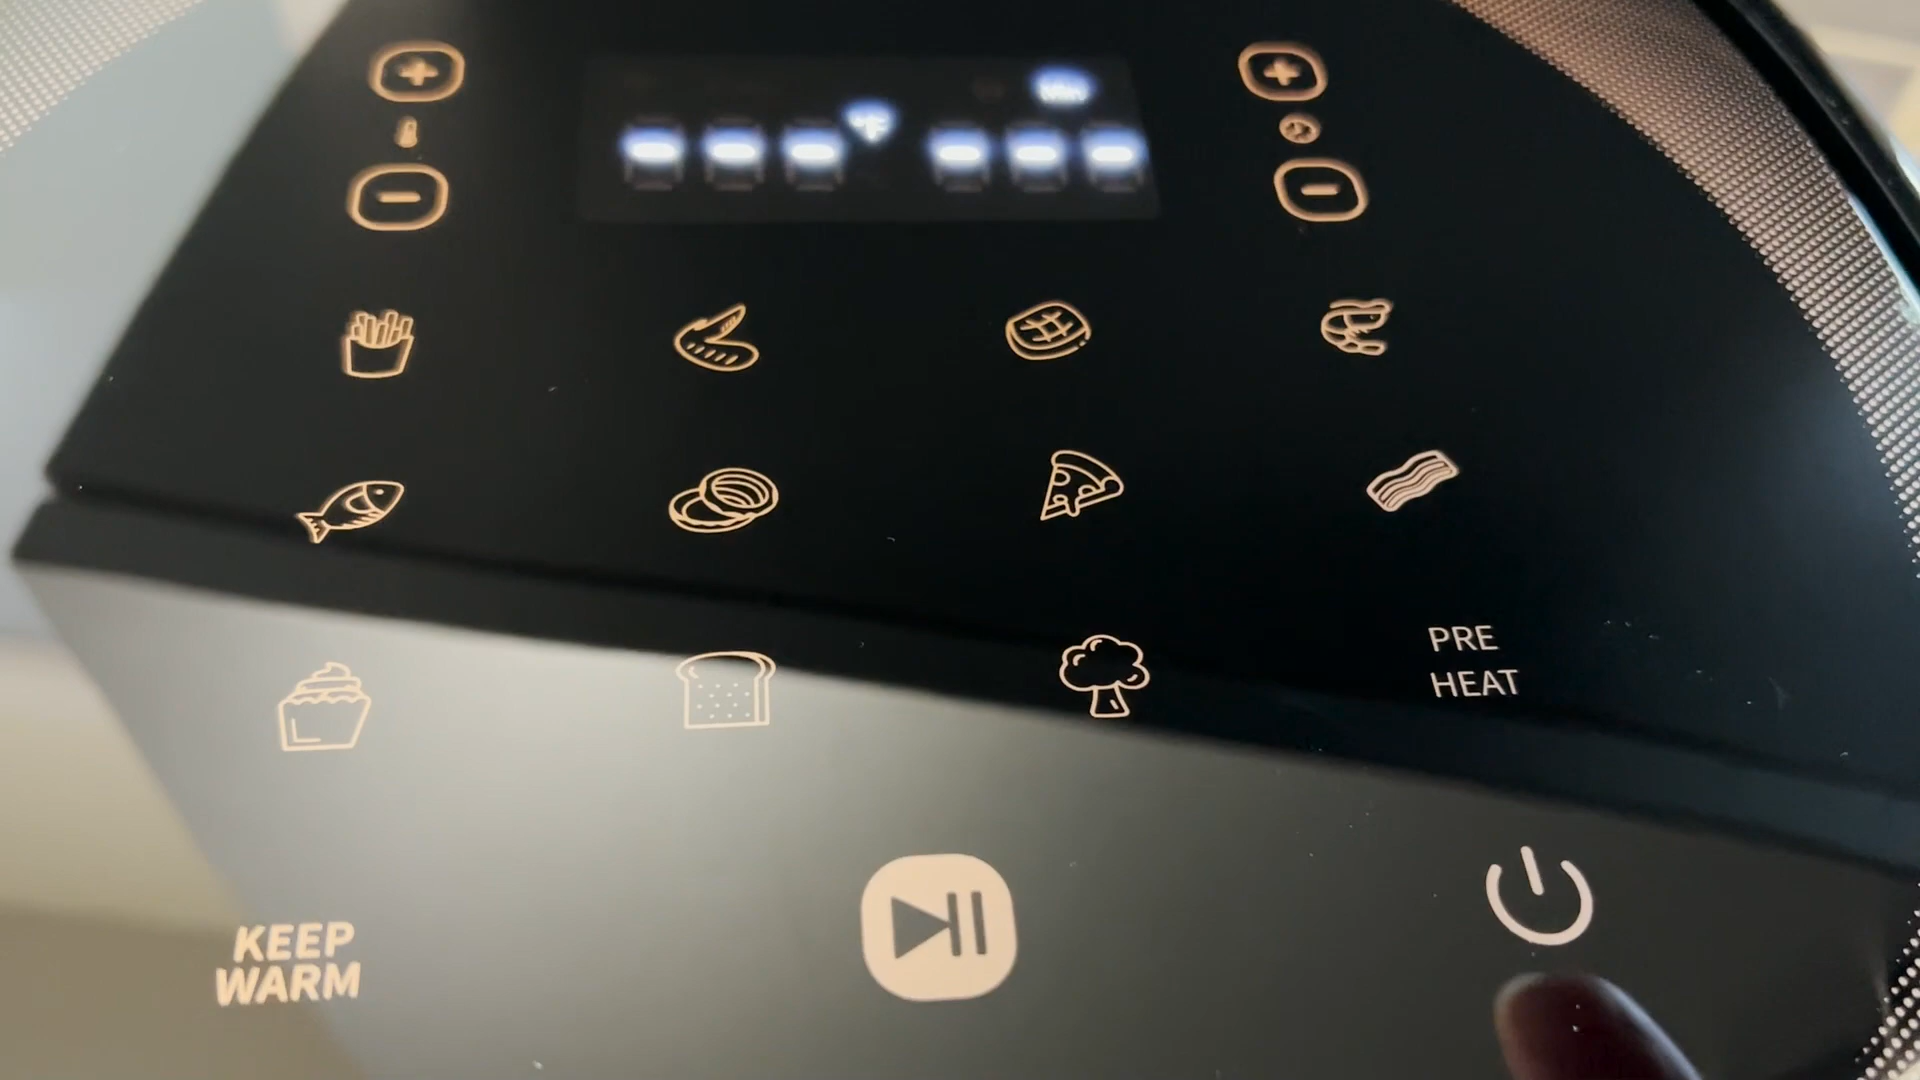 Min
°F
--- ---
PRE
HEAT
KEEP
WARM